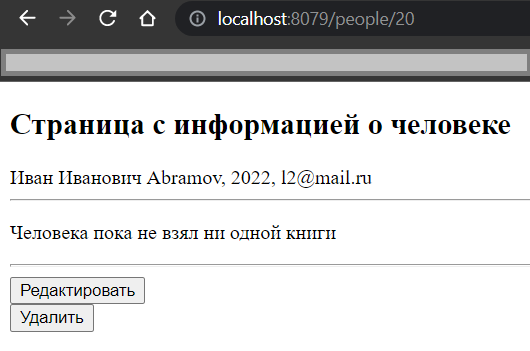 localhost:8079/people/20
Страница с информацией о человеке
Иван Иванович Abramov, 2022, l2@mail.ru
Человека пока не взял ни одной книги
Редактировать
Удалить